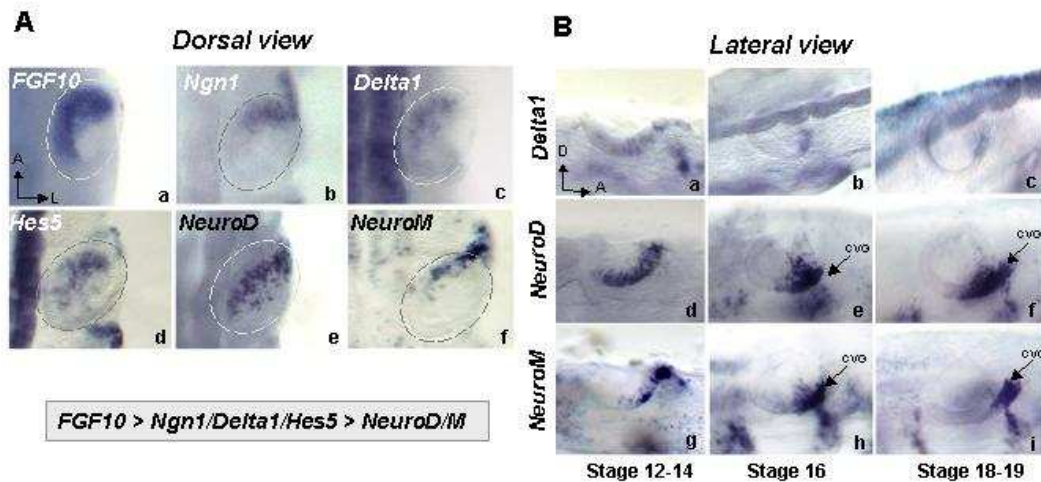 A
Dorsal view
FGF10
Ngn1
Delta1
A
L
a
b
c
Hes5
NeuroD
NeuroM
d
e
f
FGF10 > Ngn1/Delta1/Hes5 > NeuroD/M
B
Lateral view
Delta1
D
A
a
b
c
NeuroD
cvg
cvg
d
e
f
NeuroM
cvg
cvg
g
h
i
Stage 12-14
Stage 16
Stage 18-19